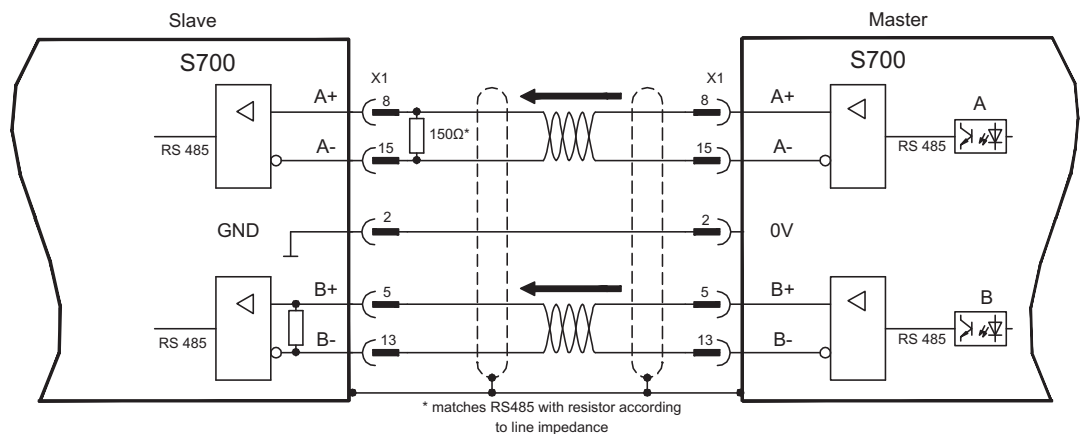 Slave
Master
S700
S700
X1
X1
A+
8
8
A+
A
150Ω*
RS 485
RS 485
A-
15
15
A-
GND
2
2
0V
B+
5
5
B+
B
RS 485
RS 485
B-
13
13
B-
* matches RS485 with resistor according
to line impedance